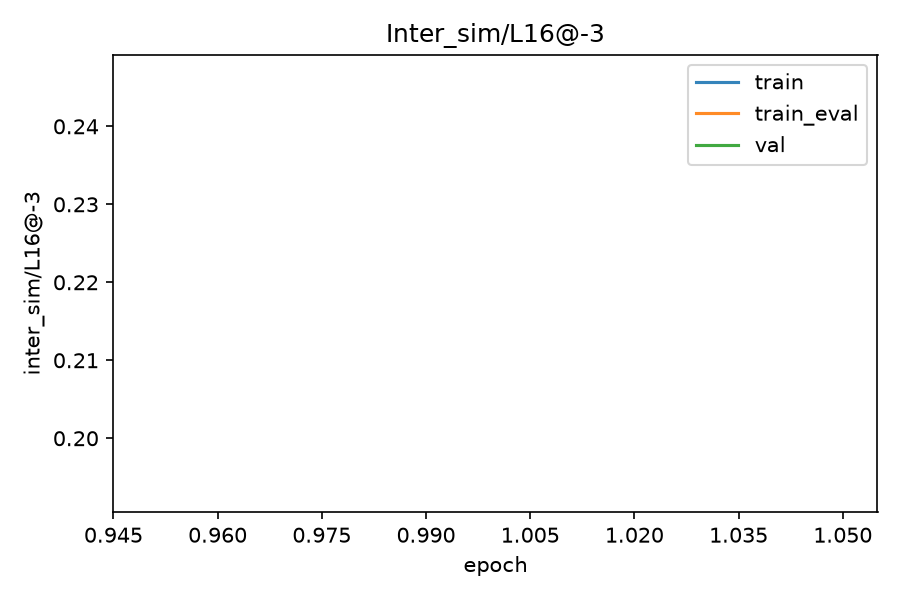 Inter_sim/L16@-3
train
train_eval
val
inter_sim/L16@-3
0.24
0.23
0.22
0.21
0.20
0.945 0.960 0.975 0.990 1.005 1.020 1.035 1.050
epoch